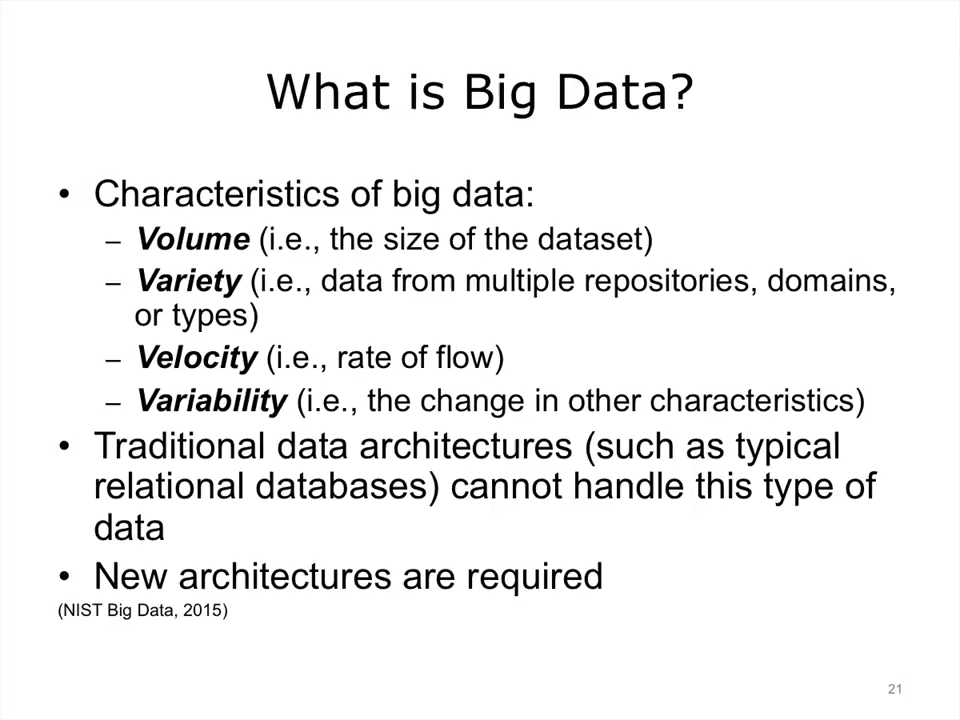 What is Big Data?
• Characteristics of big data:
– Volume (i.e., the size of the dataset)
– Variety (i.e., data from multiple repositories, domains,
or types)
– Velocity (i.e., rate of flow)
– Variability (i.e., the change in other characteristics)
• Traditional data architectures (such as typical
relational databases) cannot handle this type of
data
• New architectures are required
(NIST Big Data, 2015)
21